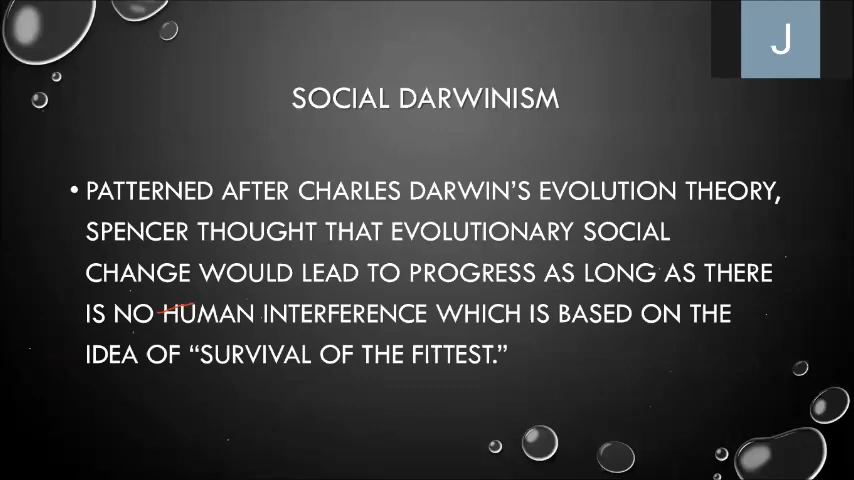 J
SOCIAL DARWINISM
• PATTERNED AFTER CHARLES DARWIN’S EVOLUTION THEORY,
SPENCER THOUGHT THAT EVOLUTIONARY SOCIAL
CHANGE WOULD LEAD TO PROGRESS AS LONG AS THERE
IS NO HUMAN INTERFERENCE WHICH IS BASED ON THE
IDEA OF “SURVIVAL OF THE FITTEST.”